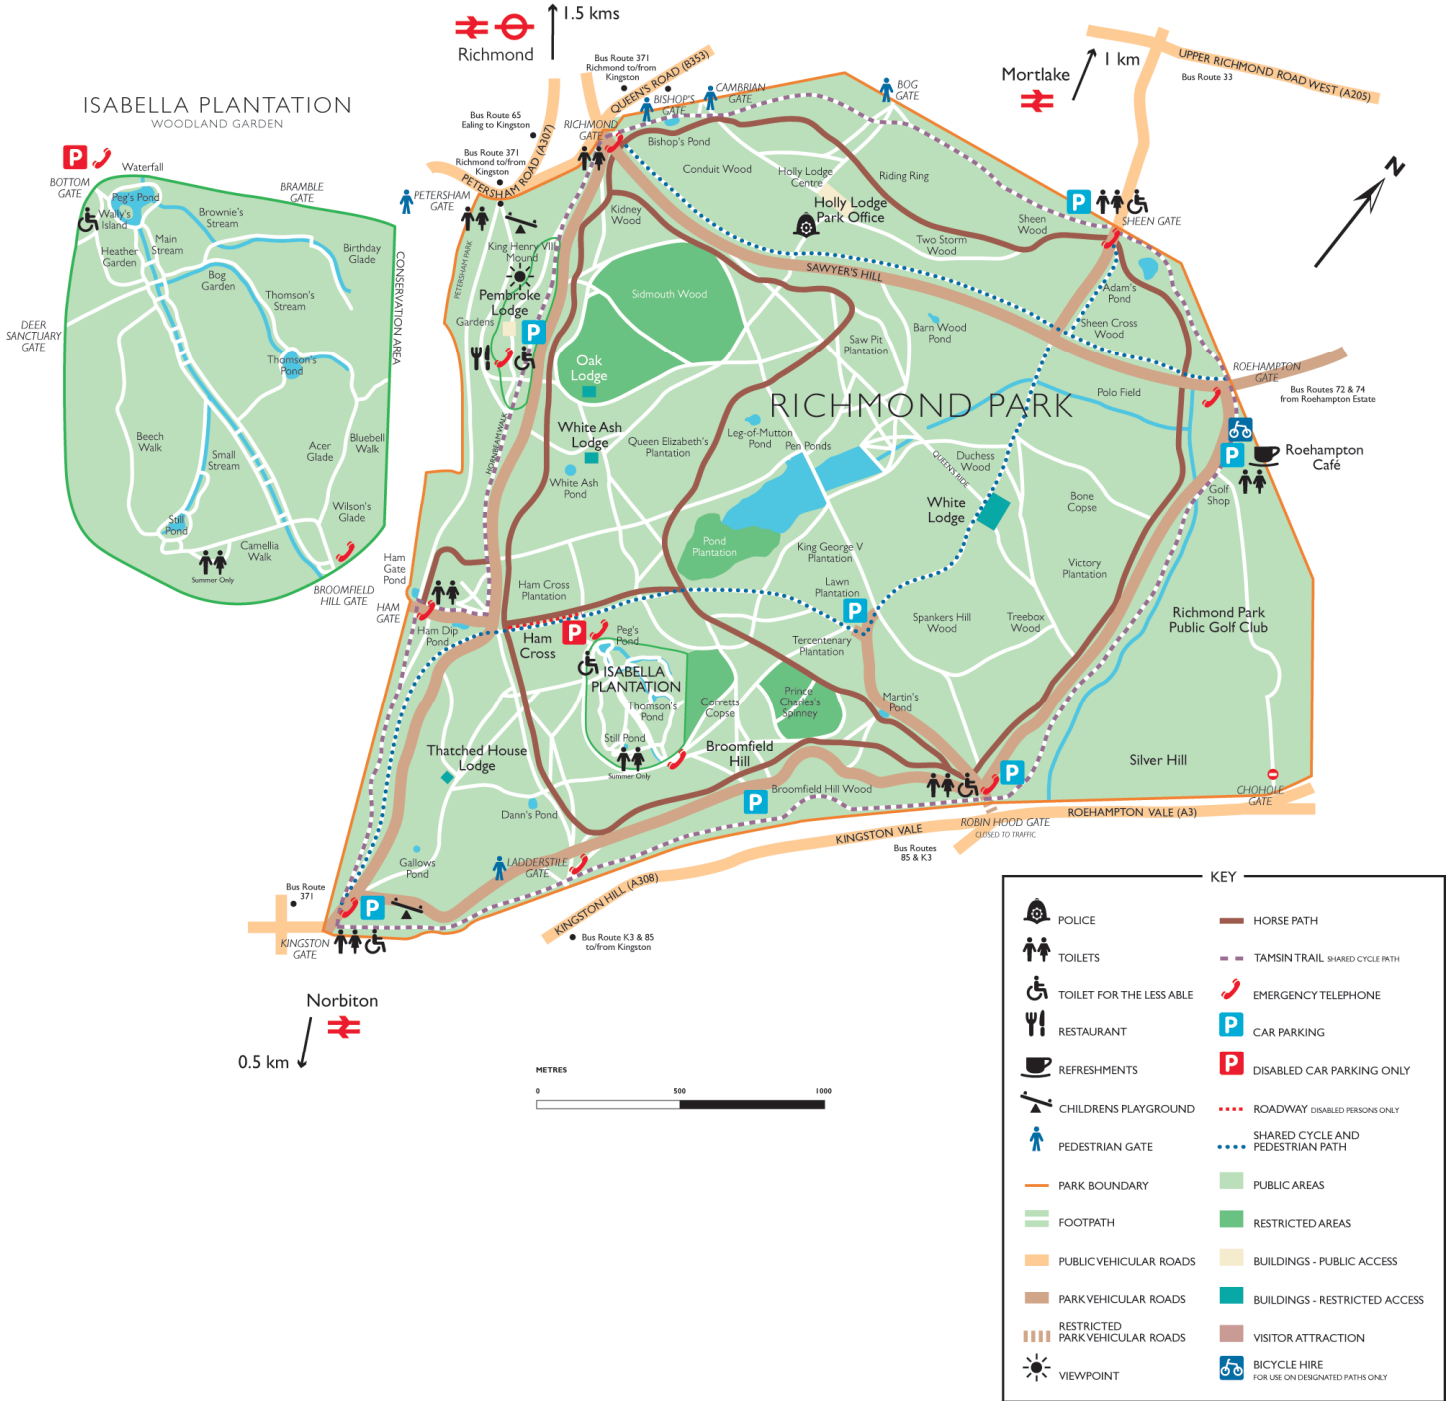 1.5 kms
Richmond
Bus Route 371
Richmond to/from
Kingston
QUEEN'S ROAD (B353)
Mortlake
1 km
UPPER RICHMOND ROAD WEST (A205)
Bus Route 33
ISABELLA PLANTATION
WOODLAND GARDEN
BISHOP'S
GATE
CAMBRIAN
GATE
BOG
GATE
Bus Route 65
Ealing to Kingston
RICHMOND
GATE
Bus Route 371
Richmond to/from
Kingston
PETERSHAM ROAD (A307)
PETERSHAM
GATE
P
BOTTOM
GATE
Waterfall
Peg's Pond
Wally's
Island
Heather
Garden
Main
Stream
BRAMBLE
GATE
Brownie's
Stream
Birthday
Glade
Bog
Garden
Thomson's
Stream
CONSERVATION AREA
DEER
SANCTUARY
GATE
Thomson's
Pond
Beech
Walk
Small
Stream
Acer
Glade
Bluebell
Walk
Still
Pond
Wilson's
Glade
Camellia
Walk
Summer Only
BROOMFIELD
HILL GATE
Bishop's Pond
Conduit Wood
Holly Lodge
Centre
Riding Ring
Holly Lodge
Park Office
Kidney
Wood
Two Storm
Wood
Sheen
Wood
P
SHEEN GATE
N
PETERSHAM PARK
King Henry VIII
Mound
Pembroke
Lodge
Gardens
P
SAWYER'S HILL
Sidmouth Wood
Adam's
Pond
Sheen Cross
Wood
Barn Wood
Pond
Saw Pit
Plantation
Oak
Lodge
ROEHAMPTON
GATE
Bus Routes 72 & 74
from Roehampton Estate
Polo Field
RICHMOND PARK
HORNBEAM WALK
White Ash
Lodge
Queen Elizabeth's
Plantation
Leg-of-Mutton
Pond
Pen Ponds
White Ash
Pond
QUEEN'S RIDE
Duchess
Wood
P
Roehampton
Café
Golf
Shop
White
Lodge
Bone
Copse
Pond
Plantation
King George V
Plantation
Victory
Plantation
Ham
Gate
Pond
HAM
GATE
Ham Cross
Plantation
Lawn
Plantation
P
Spankers Hill
Wood
Treebox
Wood
Richmond Park
Public Golf Club
Ham Dip
Pond
Ham
Cross
P
Peg's
Pond
Tercentenary
Plantation
ISABELLA
PLANTATION
Thomson's
Pond
Corretts
Copse
Prince
Charles's
Spinney
Martin's
Pond
Still Pond
Summer Only
Broomfield
Hill
Thatched House
Lodge
Silver Hill
P
Broomfield Hill Wood
P
CHOHOLE
GATE
Dann's Pond
ROBIN HOOD GATE
CLOSED TO TRAFFIC
ROEHAMPTON VALE (A3)
KINGSTON VALE
Bus Routes
85 & K3
Gallows
Pond
LADDERSTILE
GATE
KINGSTON HILL (A308)
Bus Route
371
P
KINGSTON
GATE
Bus Route K3 & 85
to/from Kingston
Norbiton
0.5 km
METRES
0 500 1000
KEY
POLICE
TOILETS
TOILET FOR THE LESS ABLE
RESTAURANT
REFRESHMENTS
CHILDRENS PLAYGROUND
PEDESTRIAN GATE
PARK BOUNDARY
FOOTPATH
PUBLIC VEHICULAR ROADS
PARK VEHICULAR ROADS
RESTRICTED
PARK VEHICULAR ROADS
VIEWPOINT
HORSE PATH
TAMSIN TRAIL SHARED CYCLE PATH
EMERGENCY TELEPHONE
P CAR PARKING
P DISABLED CAR PARKING ONLY
ROADWAY DISABLED PERSONS ONLY
SHARED CYCLE AND
PEDESTRIAN PATH
PUBLIC AREAS
RESTRICTED AREAS
BUILDINGS - PUBLIC ACCESS
BUILDINGS - RESTRICTED ACCESS
VISITOR ATTRACTION
BICYCLE HIRE
FOR USE ON DESIGNATED PATHS ONLY